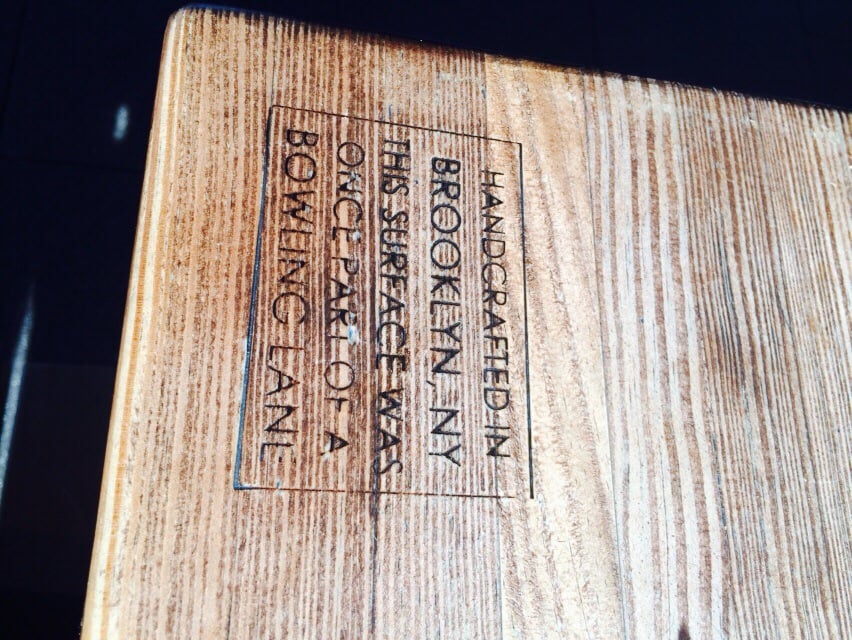 HANDCRAFTED IN
BROOKLYN, NY
THIS SURFACE WAS
ONCE PART OF A
BOWLING LANE